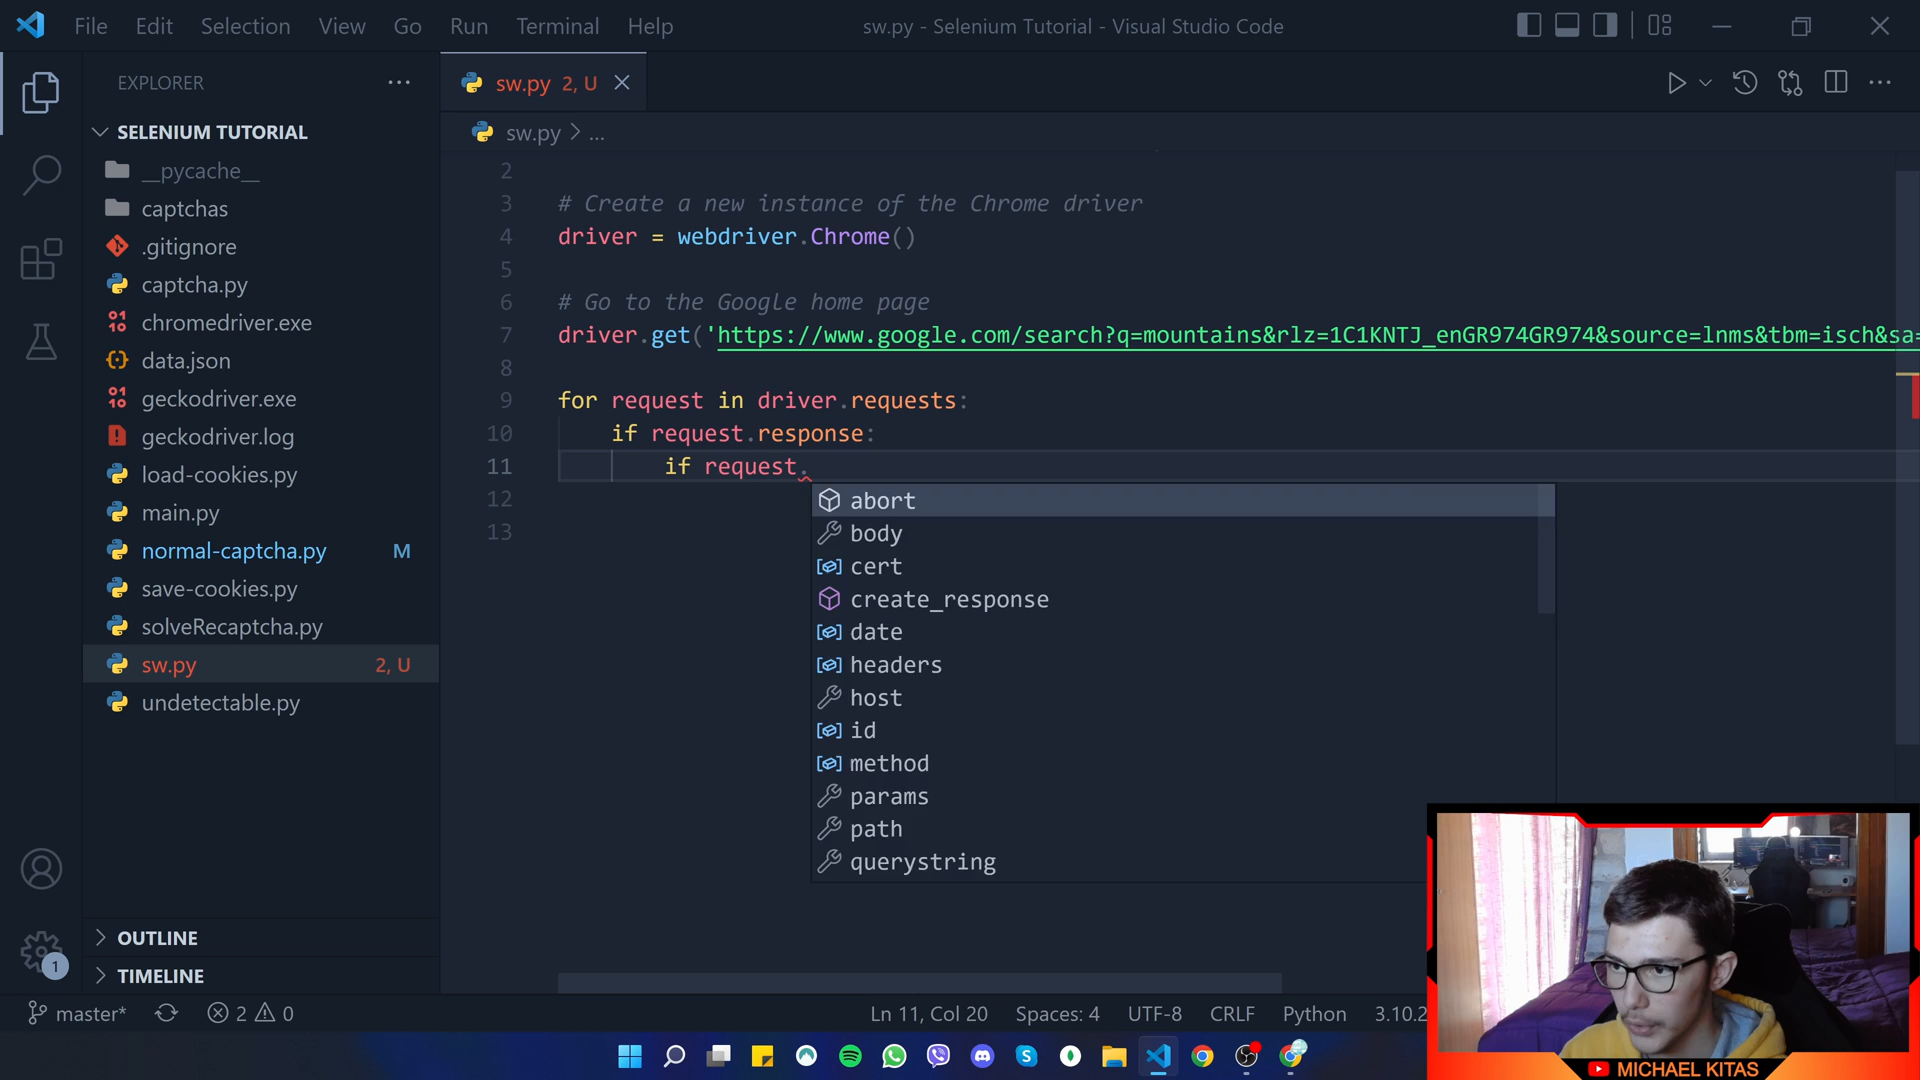 File Edit Selection View Go Run Terminal Help
sw.py - Selenium Tutorial - Visual Studio Code
EXPLORER
sw.py 2, U
SELENIUM TUTORIAL
sw.py > ...
__pycache__
captchas
.gitignore
captcha.py
chromedriver.exe
data.json
geckodriver.exe
geckodriver.log
load-cookies.py
main.py
normal-captcha.py M
save-cookies.py
solveRecaptcha.py
sw.py 2, U
undetectable.py
OUTLINE
TIMELINE
2
3 # Create a new instance of the Chrome driver
4 driver = webdriver.Chrome()
5
6 # Go to the Google home page
7 driver.get('https://www.google.com/search?q=mountains&rlz=1C1KNTJ_enGR974GR974&source=lnms&tbm=isch&sa=
8
9 for request in driver.requests:
10 if request.response:
11 if request.
12
13
abort
body
cert
create_response
date
headers
host
id
method
params
path
querystring
1
master* 2 0
Ln 11, Col 20 Spaces: 4 UTF-8 CRLF Python 3.10.2
MICHAEL KITAS